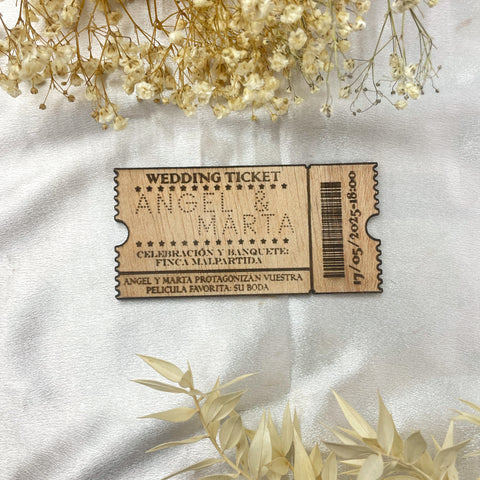 WEDDING TICKET
ANGEL &
MARTA
CELEBRACIÓN Y BANQUETE:
FINCA MALPARTIDA
ANGEL Y MARTA PROTAGONIZAN VUESTRA
PELICULA FAVORITA: SU BODA
17/05/2025-18:00